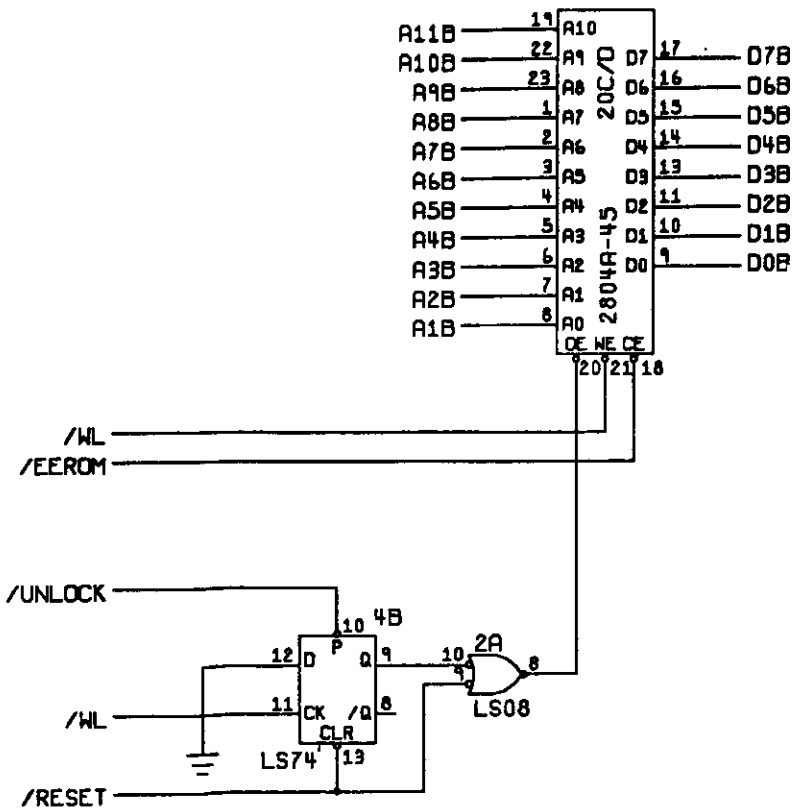 A11B 19 A10
A10B 22 A9 D7 17 D7B
A9B 23 A8 D6 16 D6B
A8B 1 A7 D5 15 D5B
A7B 2 A6 D4 14 D4B
A6B 3 A5 D3 13 D3B
A5B 4 A4 D2 11 D2B
A4B 5 A3 D1 10 D1B
A3B 6 A2 D0 9 D0B
A2B 7 A1
A1B 8 A0
20C/D
2804A-45
OE WE CE
20 21 18
/WL
/EEROM
/UNLOCK
10 4B
P
12 D Q 9
10 2A
9 8
LS08
/WL 11 CK /Q 8
CLR
LS74 13
/RESET